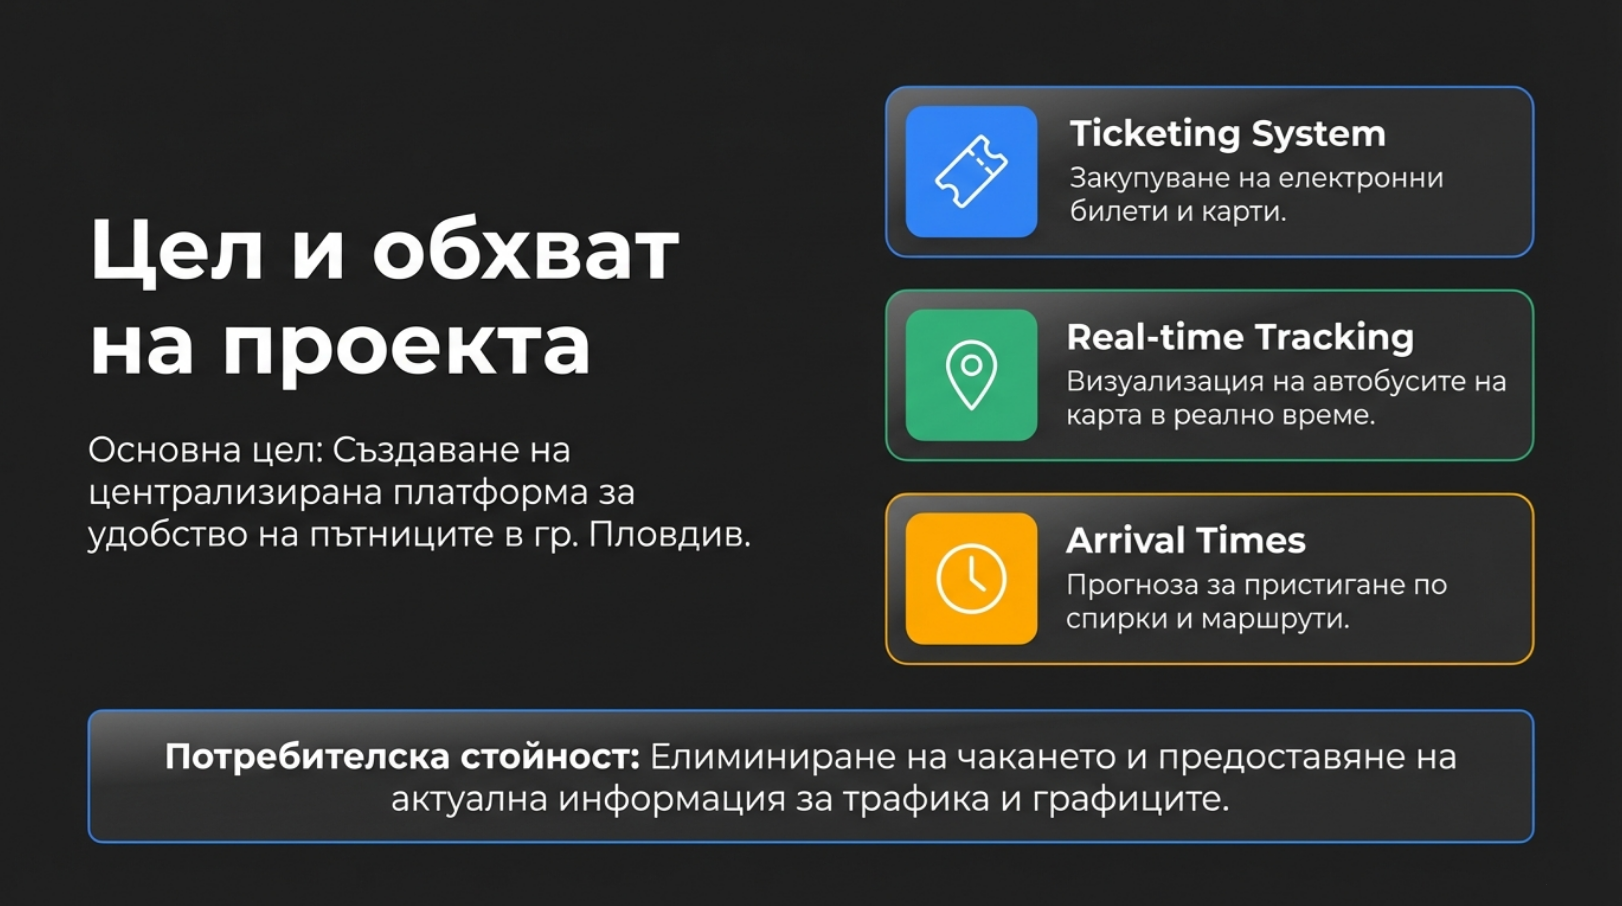 Цел и обхват
на проекта
Основна цел: Създаване на
централизирана платформа за
удобство на пътниците в гр. Пловдив.
Ticketing System
Закупуване на електронни
билети и карти.
Real-time Tracking
Визуализация на автобусите на
карта в реално време.
Arrival Times
Прогноза за пристигане по
спирки и маршрути.
Потребителска стойност: Елиминиране на чакането и предоставяне на
актуална информация за трафика и графиците.